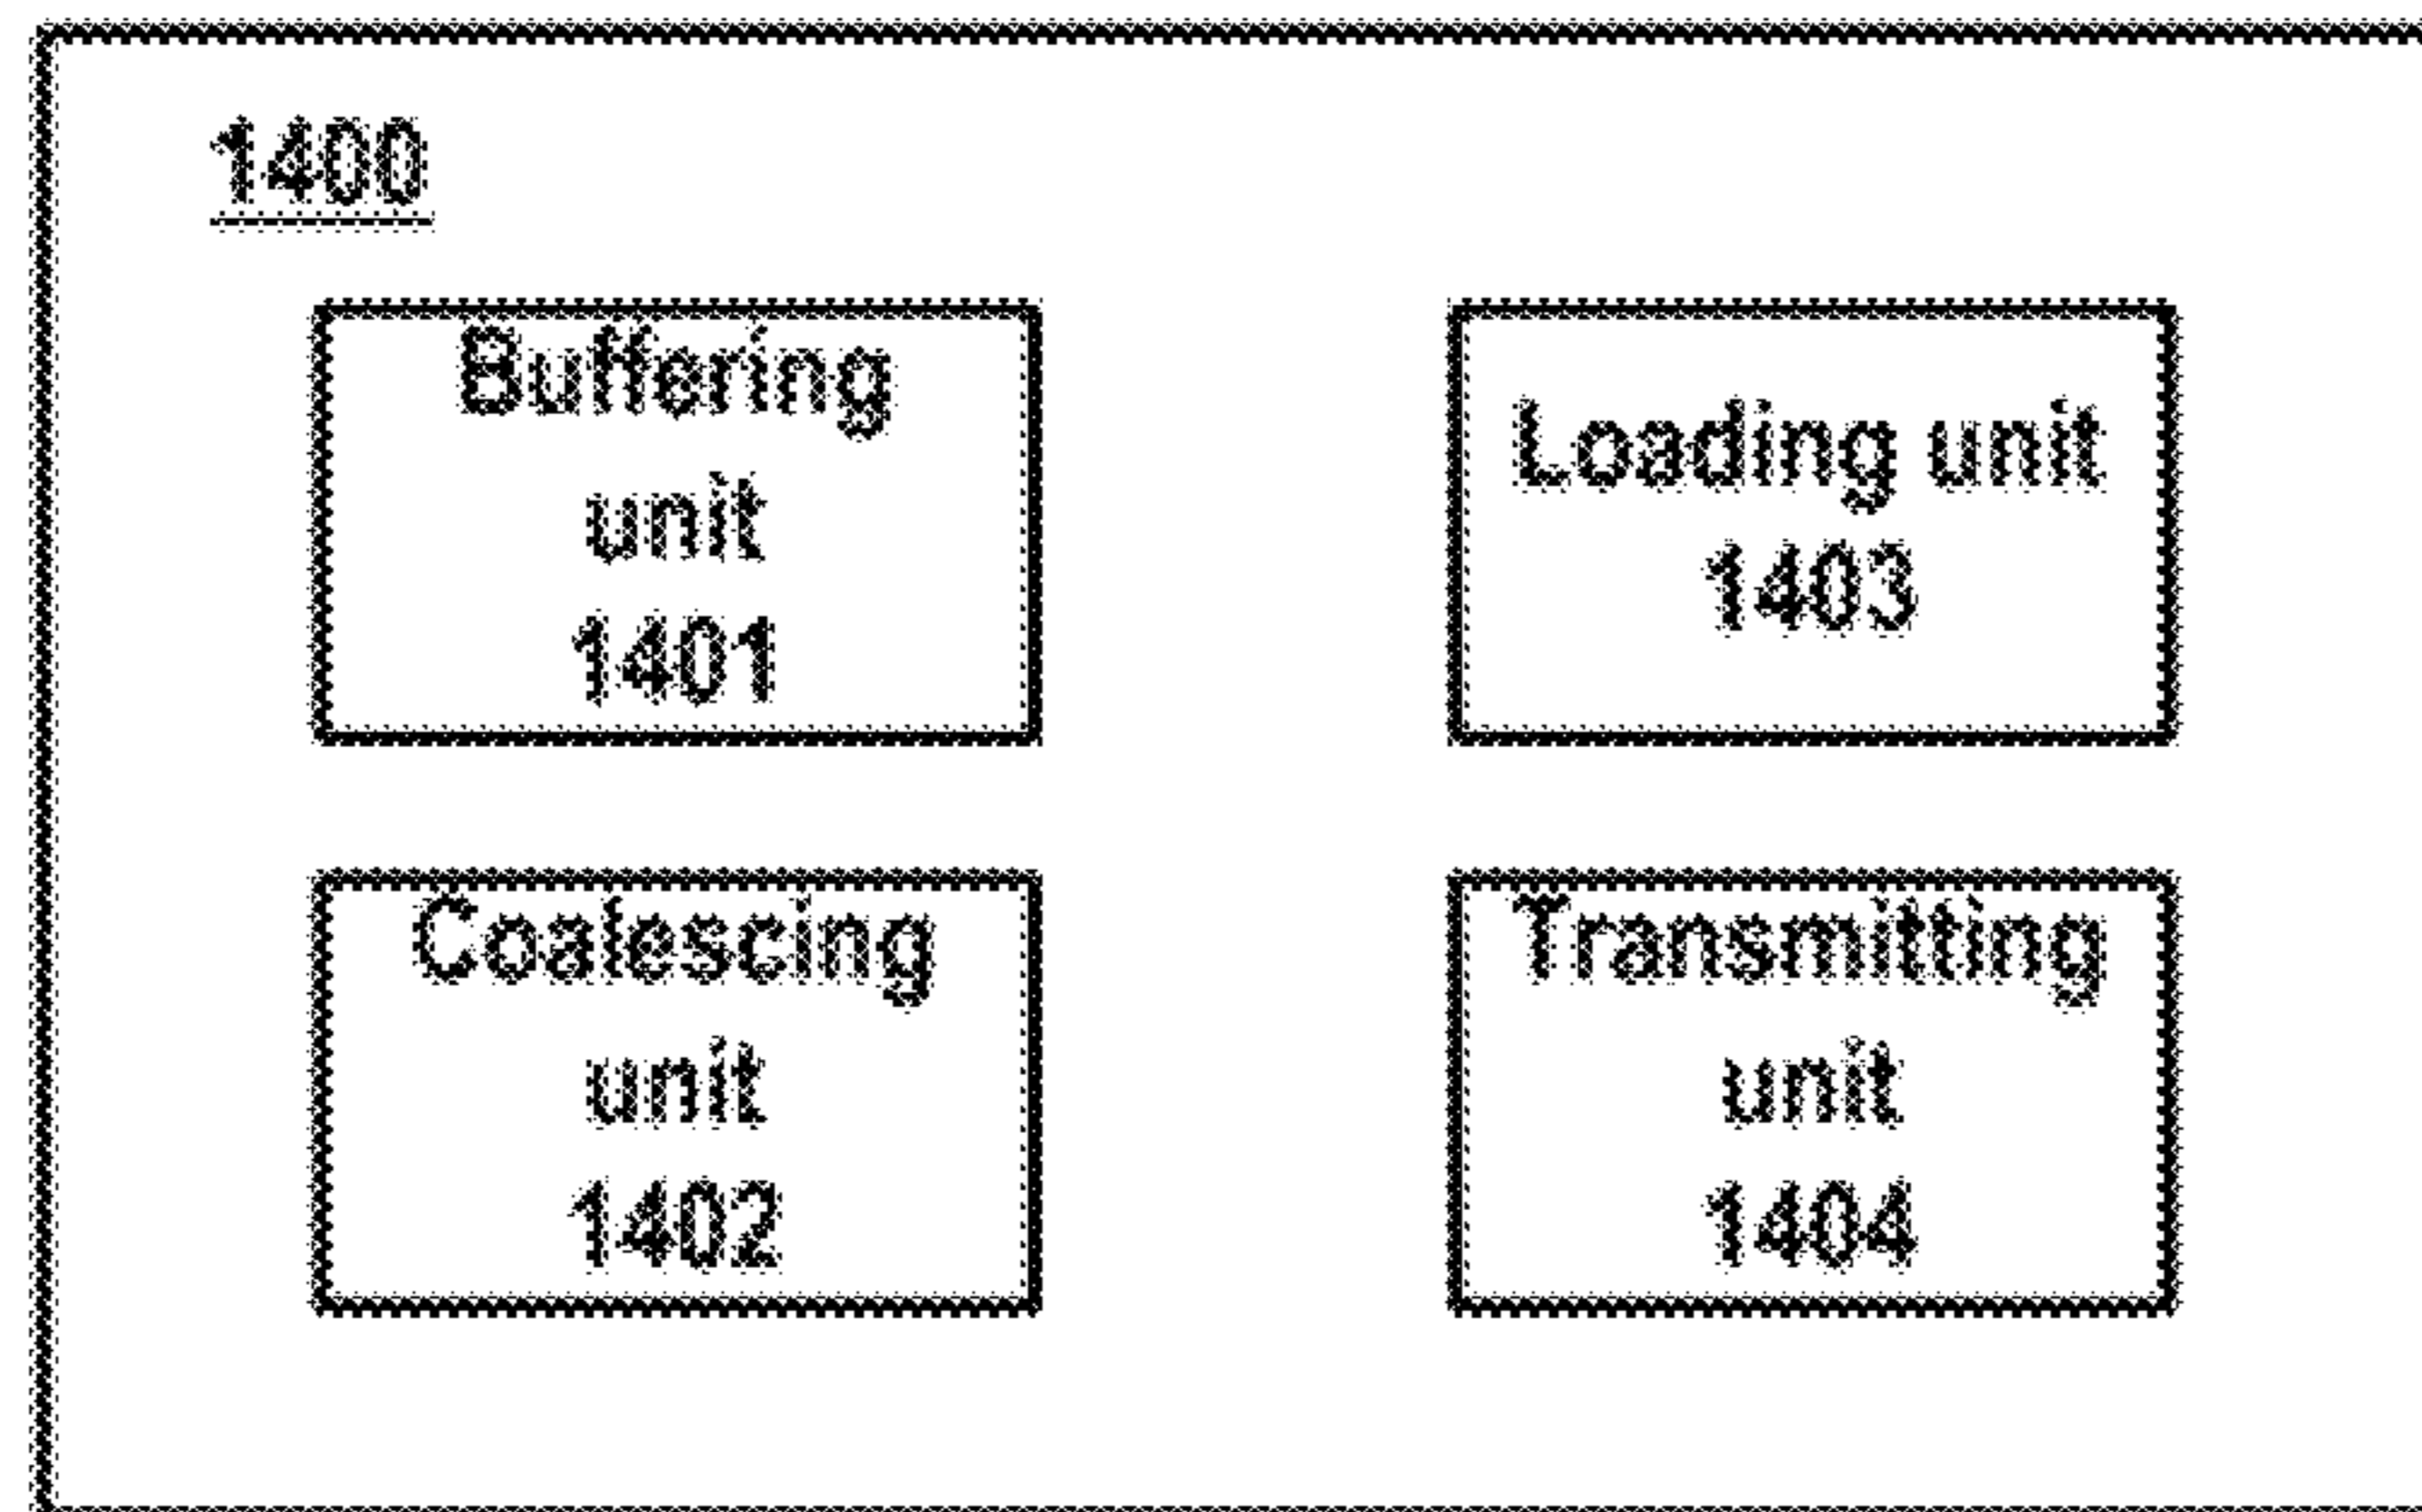 1400
Buffering
unit
1401
Loading unit
1403
Coalescing
unit
1402
Transmitting
unit
1404